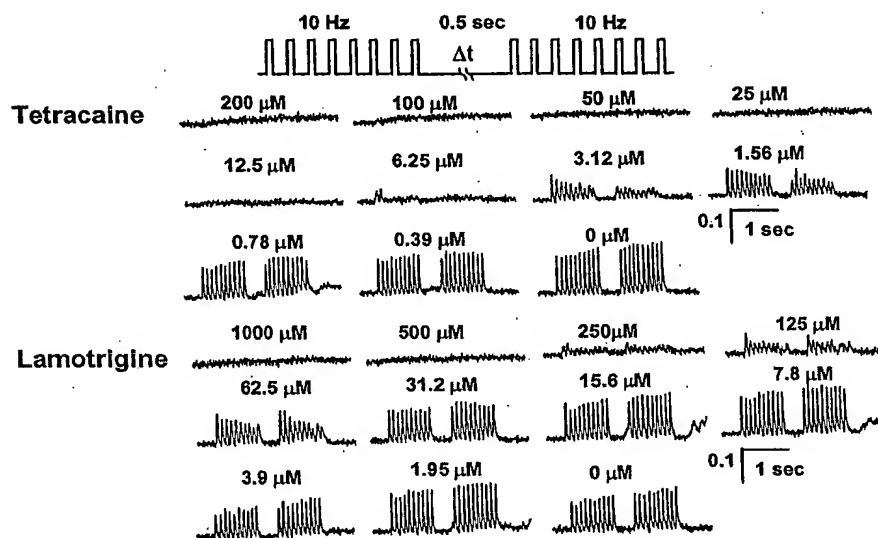 10 Hz 0.5 sec 10 Hz
Δt
Tetracaine
200 μM 100 μM 50 μM 25 μM
12.5 μM 6.25 μM 3.12 μM 1.56 μM
0.1 1 sec
0.78 μM 0.39 μM 0 μM
Lamotrigine
1000 μM 500 μM 250μM 125 μM
62.5 μM 31.2 μM 15.6 μM 7.8 μM
0.1 1 sec
3.9 μM 1.95 μM 0 μM